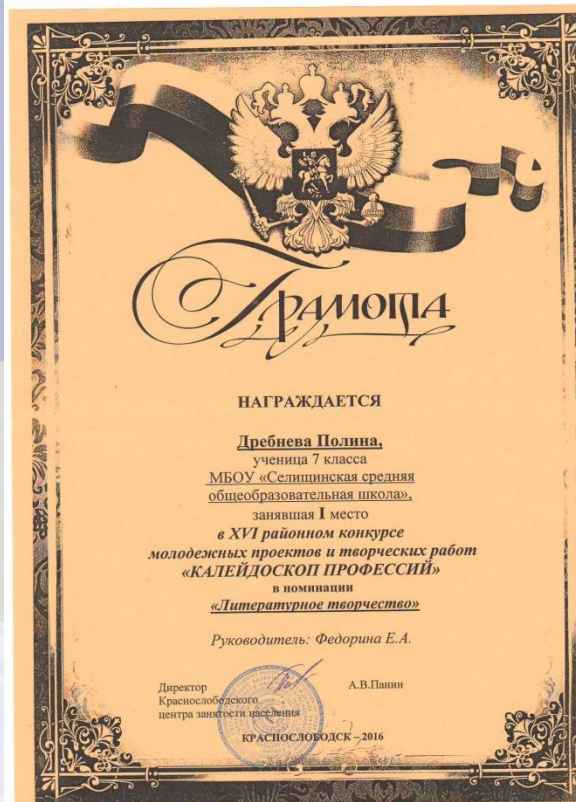 Грамота
НАГРАЖДАЕТСЯ
Дребнева Полина,
ученица 7 класса
МБОУ «Селищинская средняя
общеобразовательная школа»,
занявшая I место
в XVI районном конкурсе
молодежных проектов и творческих работ
«КАЛЕЙДОСКОП ПРОФЕССИЙ»
в номинации
«Литературное творчество»
Руководитель: Федорина Е.А.
Директор А.В.Панин
Краснослободского
центра занятости населения
КРАСНОСЛОБОДСК – 2016